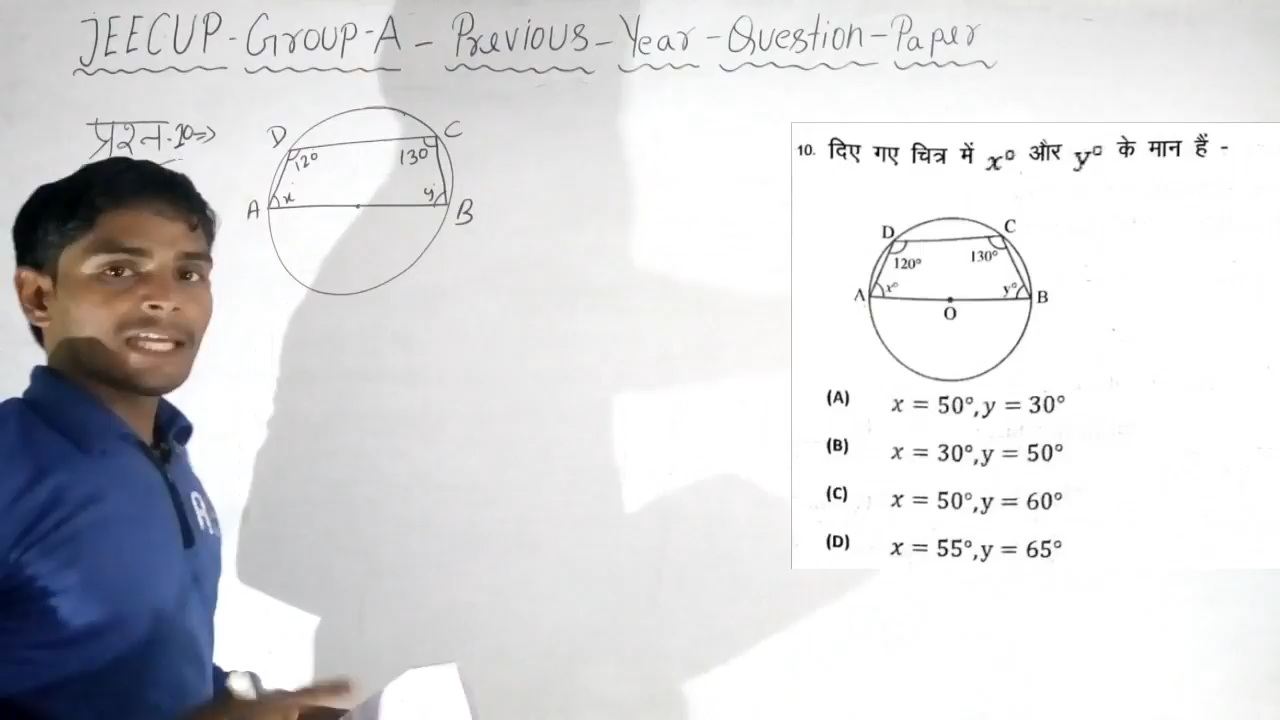 JEECUP-Group-A-Previous-Year-Question-Paper
प्रश्न.10⇒
D C
120 130
A x y B
10. दिए गए चित्र में x° और y° के मान हैं -
D C
120° 130°
A x° y° B
O
(A) x = 50°, y = 30°
(B) x = 30°, y = 50°
(C) x = 50°, y = 60°
(D) x = 55°, y = 65°